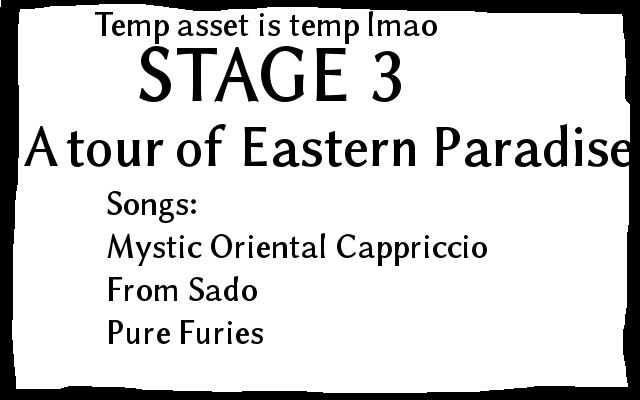 Temp asset is temp lmao
STAGE 3
A tour of Eastern Paradise
Songs:
Mystic Oriental Cappriccio
From Sado
Pure Furies